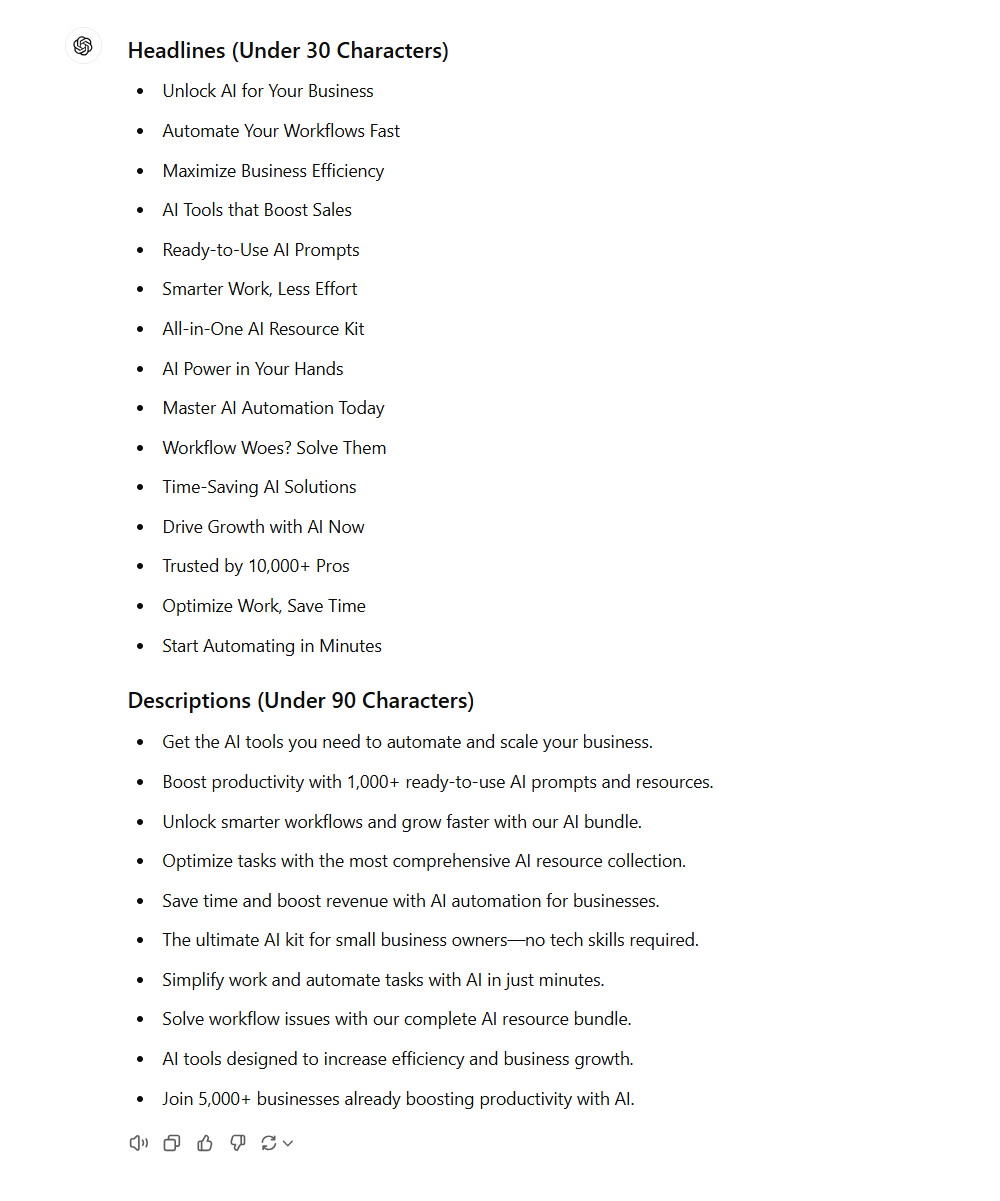 Headlines (Under 30 Characters)
• Unlock AI for Your Business
• Automate Your Workflows Fast
• Maximize Business Efficiency
• AI Tools that Boost Sales
• Ready-to-Use AI Prompts
• Smarter Work, Less Effort
• All-in-One AI Resource Kit
• AI Power in Your Hands
• Master AI Automation Today
• Workflow Woes? Solve Them
• Time-Saving AI Solutions
• Drive Growth with AI Now
• Trusted by 10,000+ Pros
• Optimize Work, Save Time
• Start Automating in Minutes
Descriptions (Under 90 Characters)
• Get the AI tools you need to automate and scale your business.
• Boost productivity with 1,000+ ready-to-use AI prompts and resources.
• Unlock smarter workflows and grow faster with our AI bundle.
• Optimize tasks with the most comprehensive AI resource collection.
• Save time and boost revenue with AI automation for businesses.
• The ultimate AI kit for small business owners—no tech skills required.
• Simplify work and automate tasks with AI in just minutes.
• Solve workflow issues with our complete AI resource bundle.
• AI tools designed to increase efficiency and business growth.
• Join 5,000+ businesses already boosting productivity with AI.